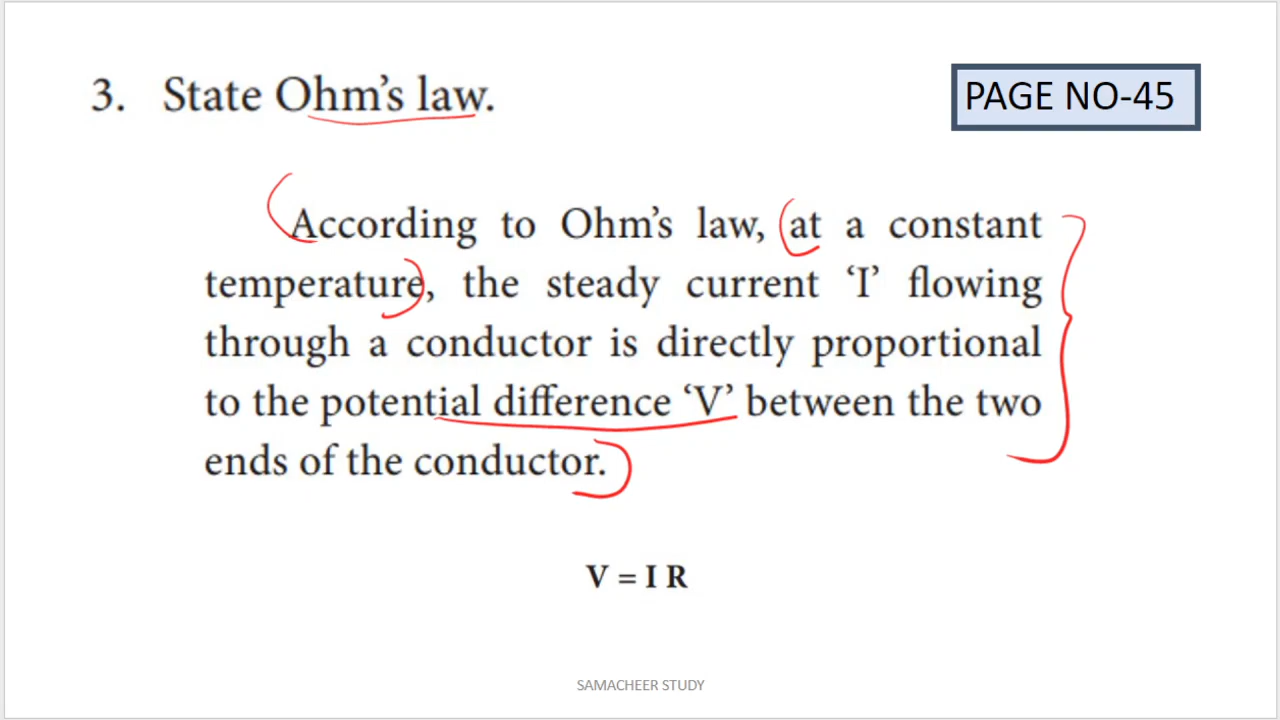 3. State Ohm’s law.
PAGE NO-45
According to Ohm’s law, at a constant
temperature, the steady current ‘I’ flowing
through a conductor is directly proportional
to the potential difference ‘V’ between the two
ends of the conductor.
V = I R
SAMACHEER STUDY